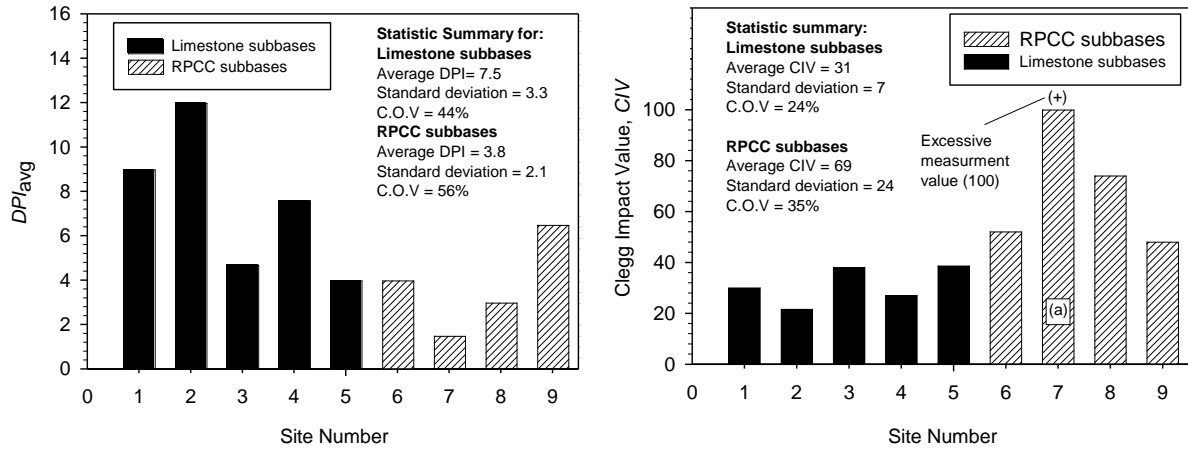 16
14
12
10
8
6
4
2
0
DPIavg
Limestone subbases
RPCC subbases
Statistic Summary for:
Limestone subbases
Average DPI= 7.5
Standard deviation = 3.3
C.O.V = 44%
RPCC subbases
Average DPI = 3.8
Standard deviation = 2.1
C.O.V = 56%
0 1 2 3 4 5 6 7 8 9
Site Number
Clegg Impact Value, CIV
100
80
60
40
20
0
Statistic summary:
Limestone subbases
Average CIV = 31
Standard deviation = 7
C.O.V = 24%
RPCC subbases
Average CIV = 69
Standard deviation = 24
C.O.V = 35%
RPCC subbases
Limestone subbases
(+)
Excessive
measurment
value (100)
(a)
0 1 2 3 4 5 6 7 8 9
Site Number